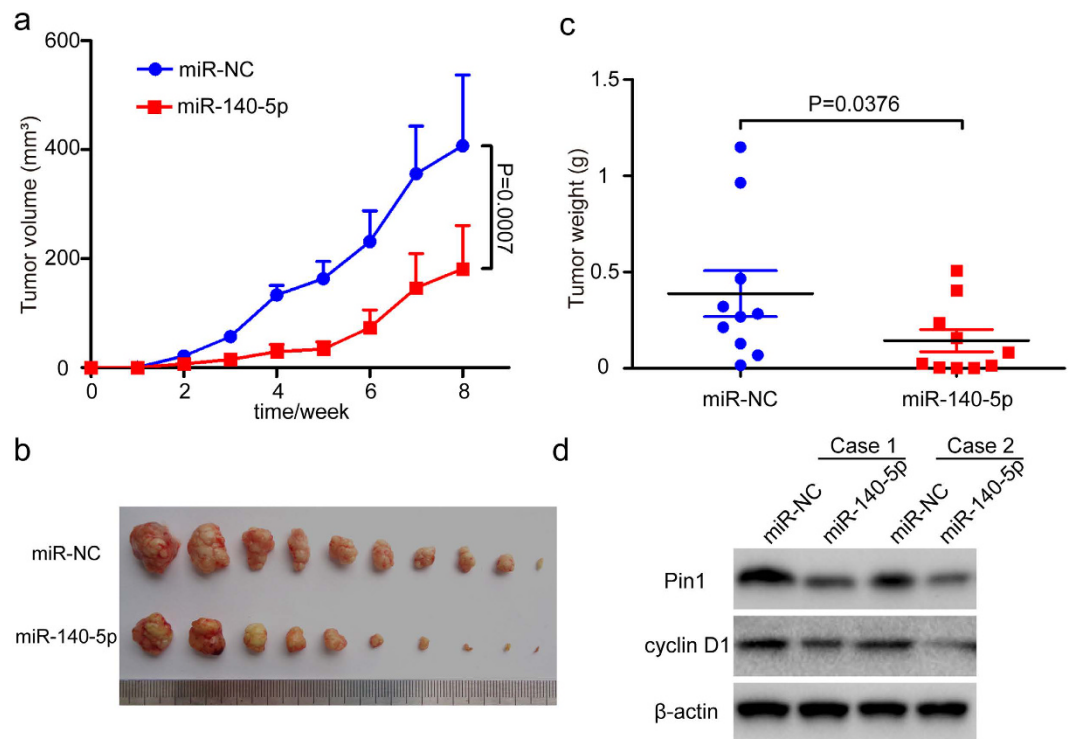 a
600
400
200
0
Tumor volume (mm³)
miR-NC
miR-140-5p
P=0.0007
0 2 4 6 8
time/week
c
1.5
1
0.5
0
Tumor weight (g)
P=0.0376
miR-NC miR-140-5p
b
miR-NC
miR-140-5p
d
Case 1 Case 2
miR-NC miR-140-5p miR-NC miR-140-5p
Pin1
cyclin D1
β-actin